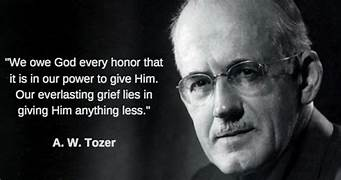 "We owe God every honor that
it is in our power to give Him.
Our everlasting grief lies in
giving Him anything less."
A. W. Tozer